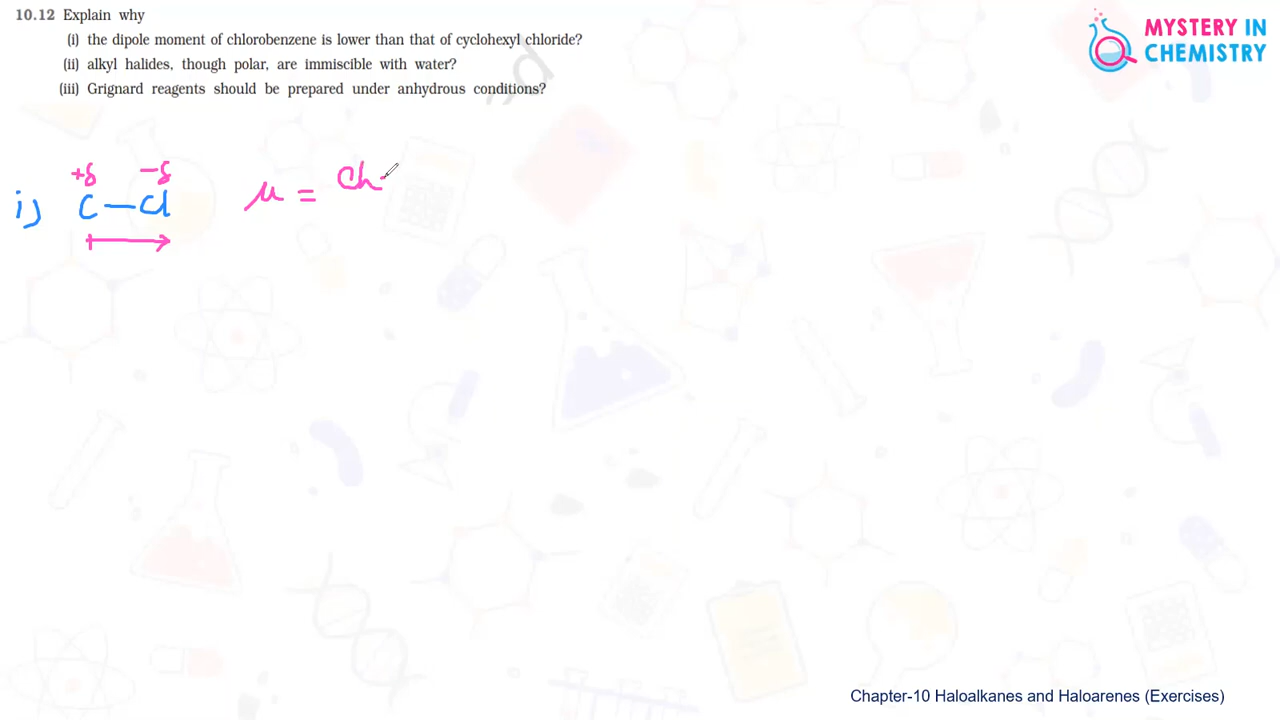 10.12 Explain why
(i) the dipole moment of chlorobenzene is lower than that of cyclohexyl chloride?
(ii) alkyl halides, though polar, are immiscible with water?
(iii) Grignard reagents should be prepared under anhydrous conditions?
MYSTERY IN
CHEMISTRY
+δ -δ
i) C—Cl μ = Ch
Chapter-10 Haloalkanes and Haloarenes (Exercises)